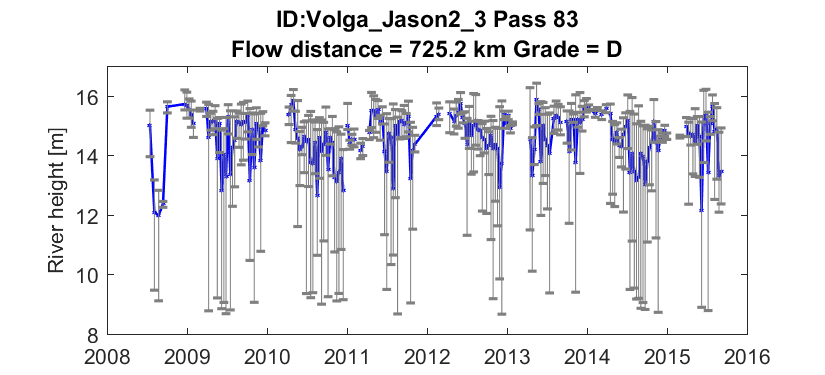 ID:Volga_Jason2_3 Pass 83
Flow distance = 725.2 km Grade = D
River height [m]
16
14
12
10
8
2008 2009 2010 2011 2012 2013 2014 2015 2016